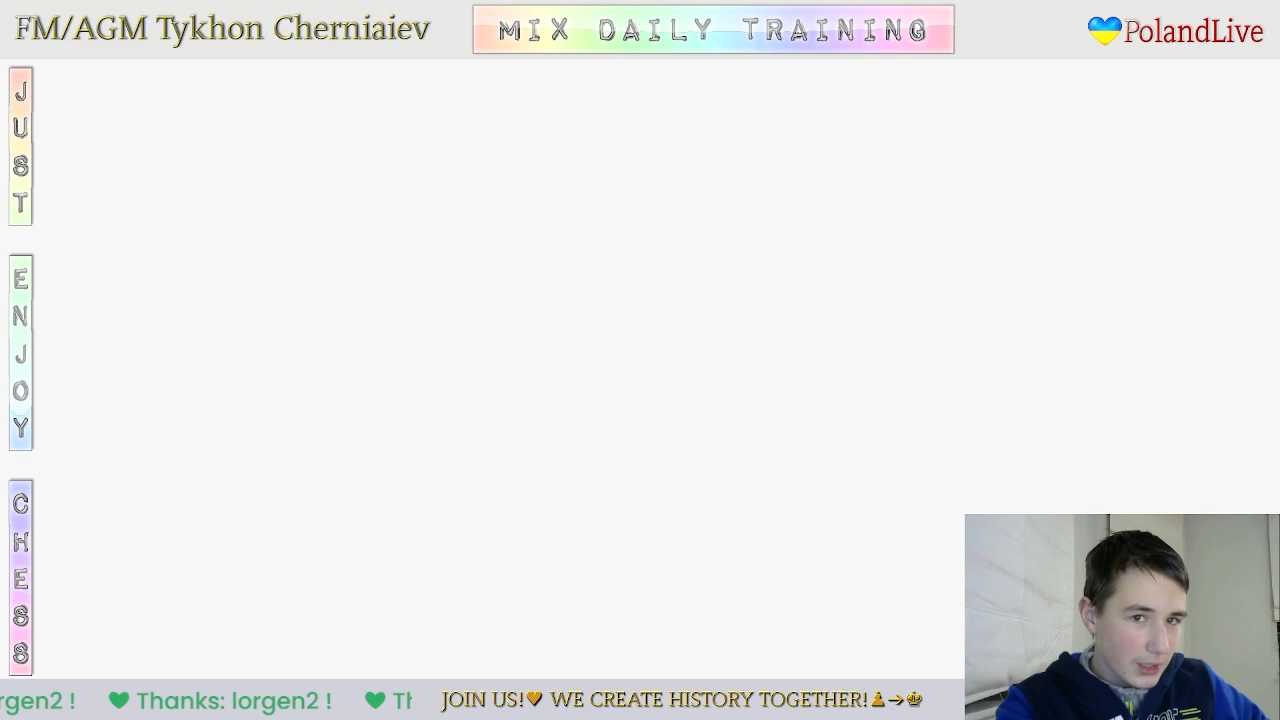 FM/AGM Tykhon Cherniaiev
MIX DAILY TRAINING
PolandLive
JUST
ENJOY
CHESS
rgen2 !
Thanks: lorgen2 !
Th
JOIN US!♥ WE CREATE HISTORY TOGETHER!♟→♚